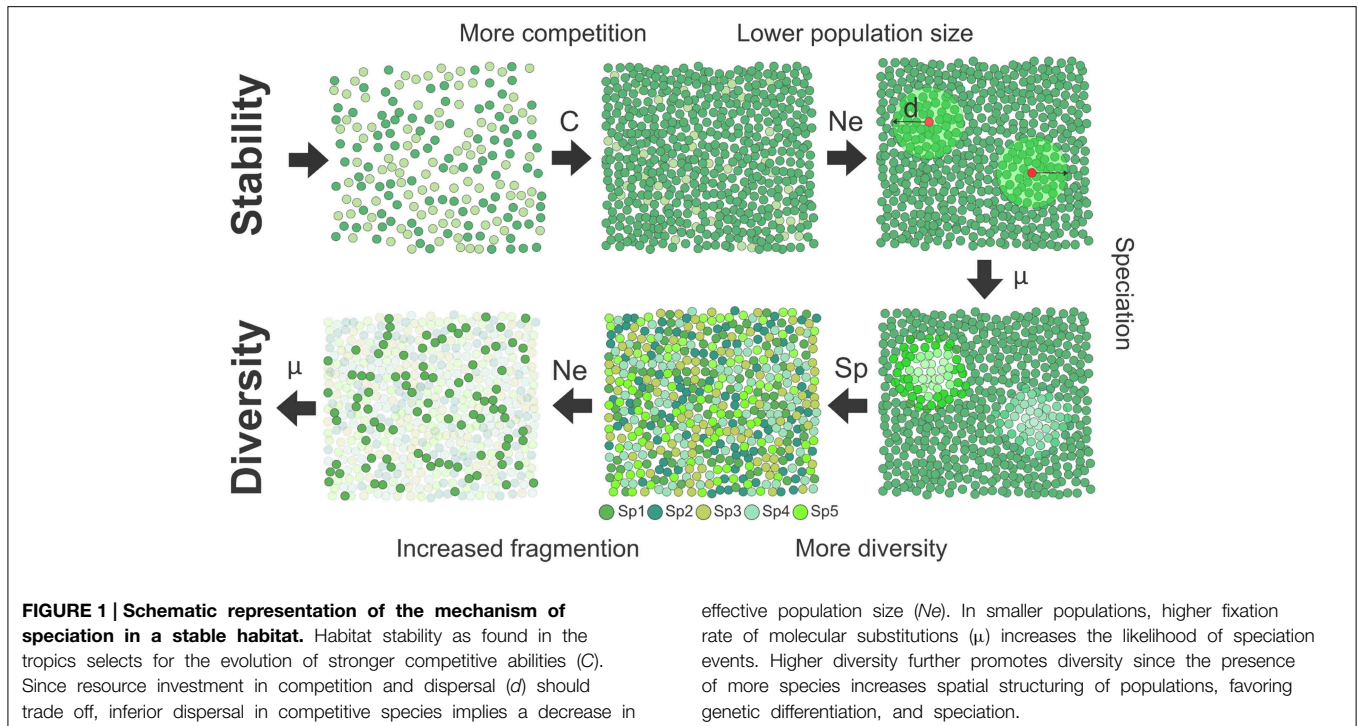 More competition
Lower population size
Stability
C
Ne
d
μ
Speciation
Diversity
μ
Ne
Sp
Sp1 Sp2 Sp3 Sp4 Sp5
Increased fragmention
More diversity
FIGURE 1 | Schematic representation of the mechanism of
speciation in a stable habitat. Habitat stability as found in the
tropics selects for the evolution of stronger competitive abilities (C).
Since resource investment in competition and dispersal (d) should
trade off, inferior dispersal in competitive species implies a decrease in
effective population size (Ne). In smaller populations, higher fixation
rate of molecular substitutions (μ) increases the likelihood of speciation
events. Higher diversity further promotes diversity since the presence
of more species increases spatial structuring of populations, favoring
genetic differentiation, and speciation.